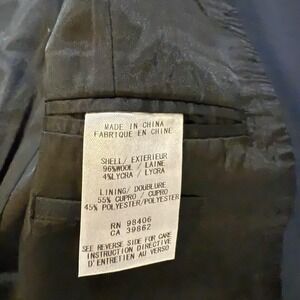 MADE IN CHINA
FABRIQUE EN CHINE
SHELL/ EXTERIEUR
96%WOOL / LAINE
4%LYCRA / LYCRA
LINING/ DOUBLURE
55% CUPRO / CUPRO
45% POLYESTER/POLYESTER
RN 98406
CA 39862
SEE REVERSE SIDE FOR CARE
INSTRUCTION DIRECTIVE
D'ENTRETIEN AU VERSO